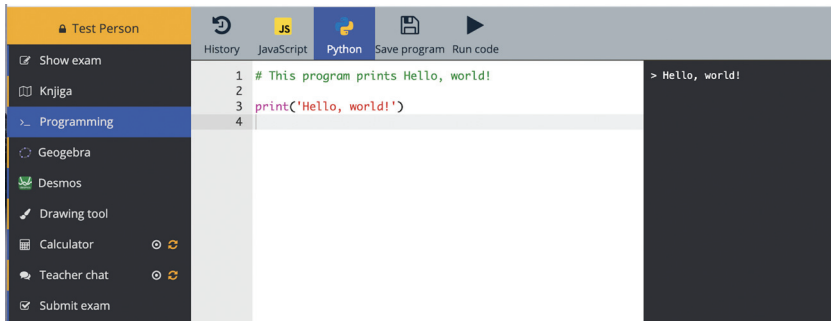 Test Person
Show exam
Knjiga
Programming
Geogebra
Desmos
Drawing tool
Calculator
Teacher chat
Submit exam
History
JS
JavaScript
Python
Save program
Run code
1 # This program prints Hello, world!
2
3 print('Hello, world!')
4
> Hello, world!